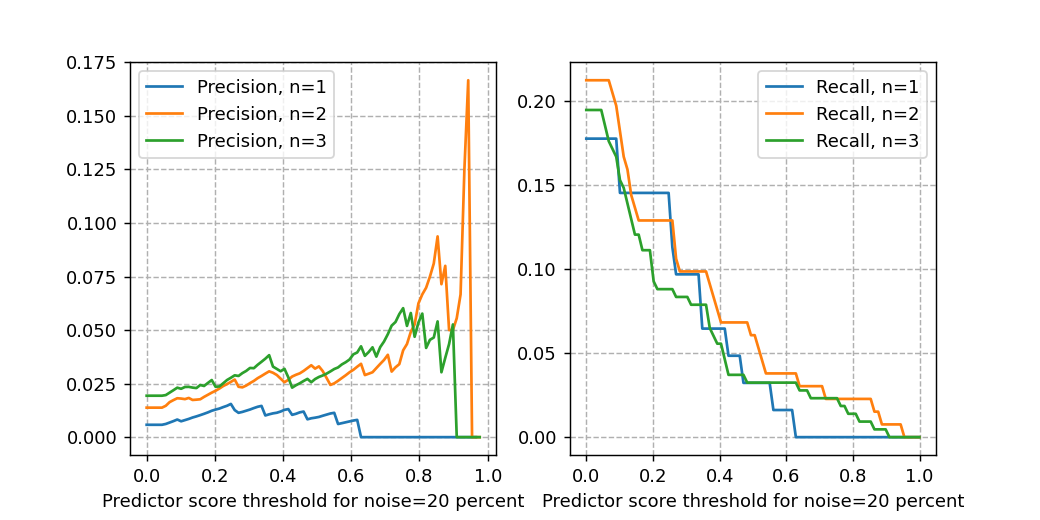 0.175
0.150
0.125
0.100
0.075
0.050
0.025
0.000
Precision, n=1
Precision, n=2
Precision, n=3
0.0 0.2 0.4 0.6 0.8 1.0
Predictor score threshold for noise=20 percent
0.20
0.15
0.10
0.05
0.00
Recall, n=1
Recall, n=2
Recall, n=3
0.0 0.2 0.4 0.6 0.8 1.0
Predictor score threshold for noise=20 percent